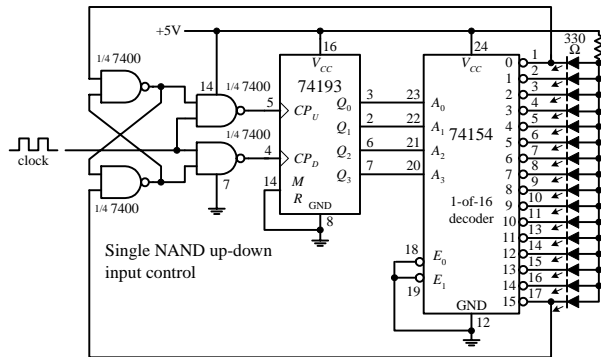 +5V
330
Ω
1/4 7400
14
1/4 7400
16
V_CC
74193
24
V_CC
74154
1-of-16
decoder
clock
5
CP_U
1/4 7400
4
CP_D
14
M
R
GND
8
7
1/4 7400
Q_0
3
23
A_0
Q_1
2
22
A_1
Q_2
6
21
A_2
Q_3
7
20
A_3
18
E_0
E_1
19
GND
12
0
1
1
2
2
3
3
4
4
5
5
6
6
7
7
8
8
9
9
10
10
11
11
13
12
14
13
15
14
16
15
17
Single NAND up-down
input control